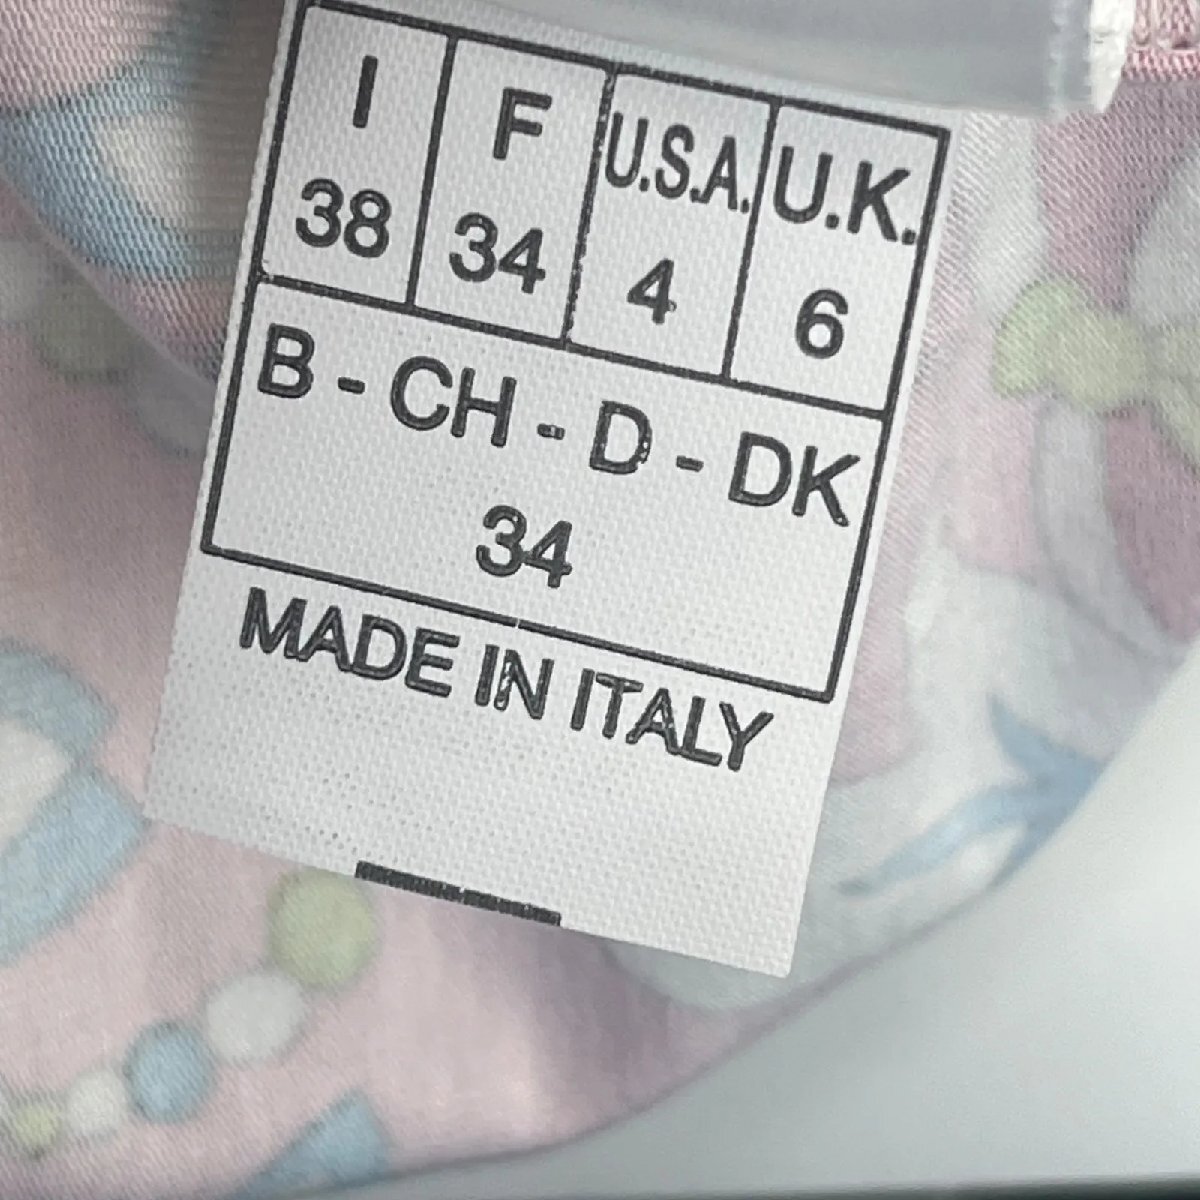 I F U.S.A. U.K.
38 34 4 6
B - CH - D - DK
34
MADE IN ITALY